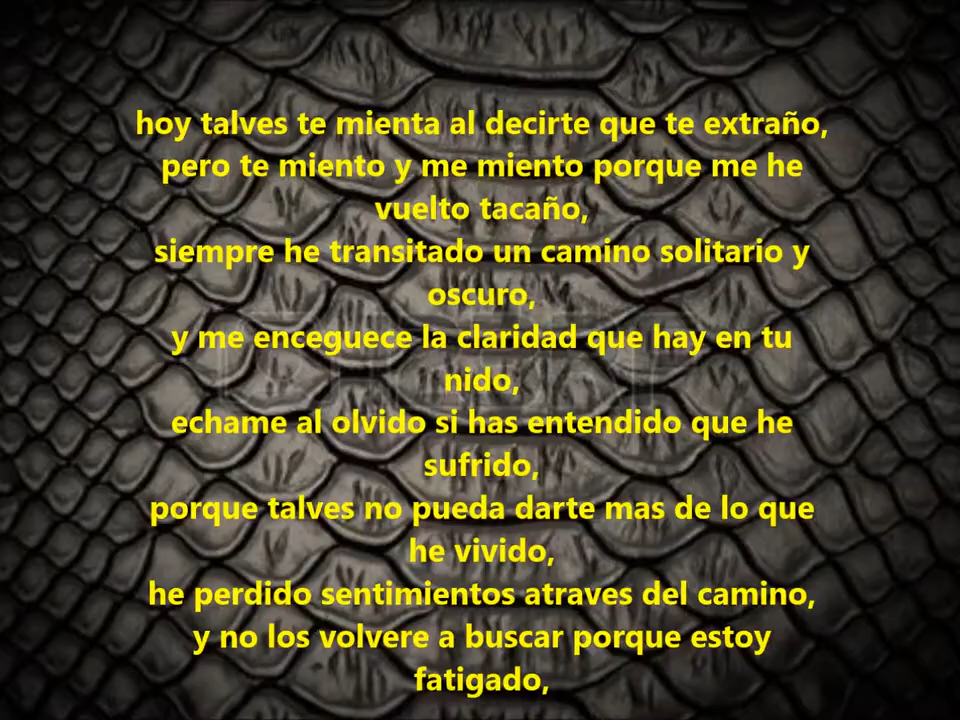 hoy talves te mienta al decirte que te extraño,
pero te miento y me miento porque me he
vuelto tacaño,
siempre he transitado un camino solitario y
oscuro,
y me enceguece la claridad que hay en tu
nido,
echame al olvido si has entendido que he
sufrido,
porque talves no pueda darte mas de lo que
he vivido,
he perdido sentimientos atraves del camino,
y no los volvere a buscar porque estoy
fatigado,